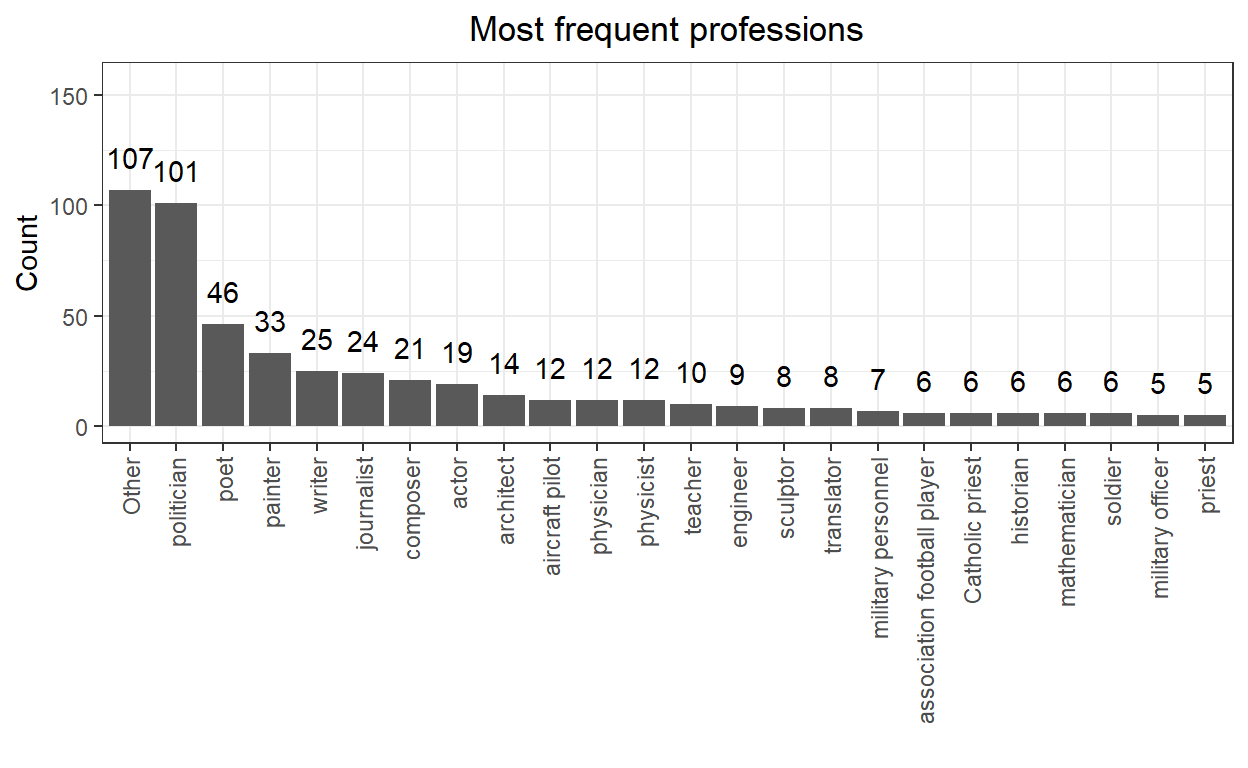 Most frequent professions
Count
150
100
50
0
107
101
46
33
25
24
21
19
14
12
12
12
10
9
8
8
7
6
6
6
6
6
5
5
Other
politician
poet
painter
writer
journalist
composer
actor
architect
aircraft pilot
physician
physicist
teacher
engineer
sculptor
translator
military personnel
association football player
Catholic priest
historian
mathematician
soldier
military officer
priest